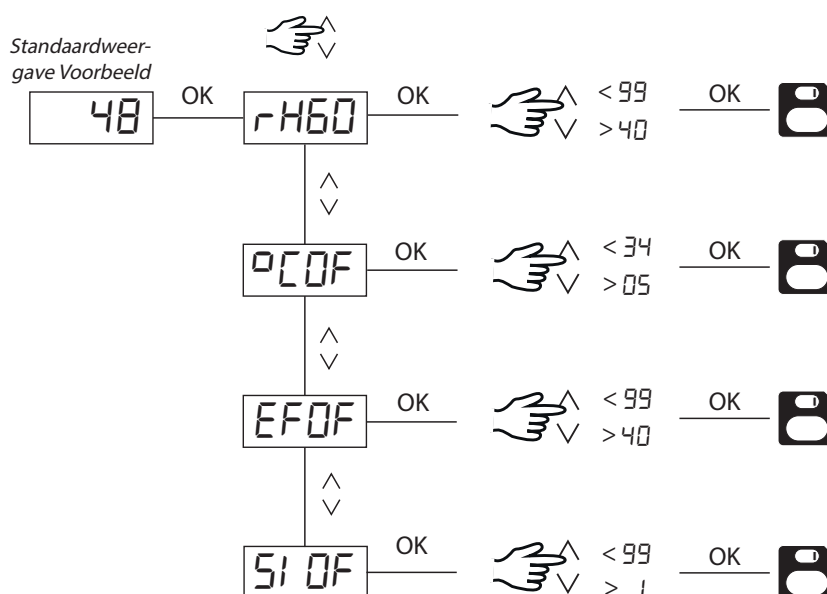 Standaardweer-
gave Voorbeeld
48 OK rH60 OK < 99 OK
> 40
°C0F OK < 34 OK
> 05
EF0F OK < 99 OK
> 40
SI 0F OK < 99 OK
> 1